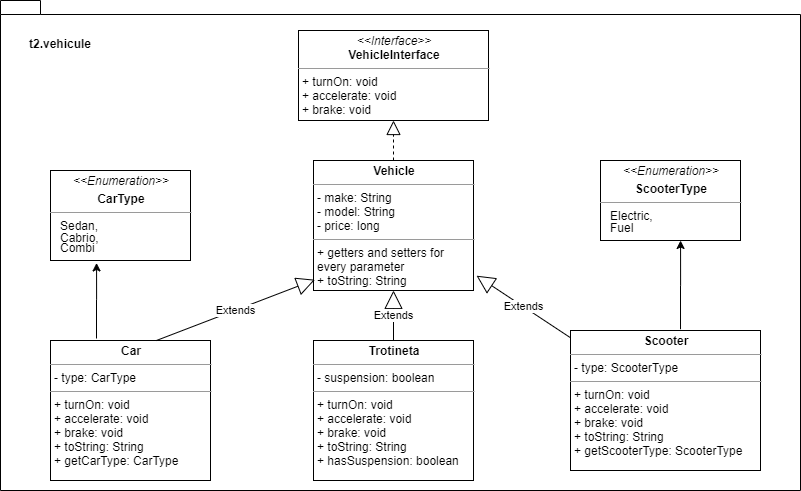 t2.vehicule
<<Interface>>
VehicleInterface
+ turnOn: void
+ accelerate: void
+ brake: void
<<Enumeration>>
CarType
Sedan,
Cabrio,
Combi
Vehicle
- make: String
- model: String
- price: long
+ getters and setters for
every parameter
+ toString: String
<<Enumeration>>
ScooterType
Electric,
Fuel
Extends
Extends
Extends
Car
- type: CarType
+ turnOn: void
+ accelerate: void
+ brake: void
+ toString: String
+ getCarType: CarType
Trotineta
- suspension: boolean
+ turnOn: void
+ accelerate: void
+ brake: void
+ toString: String
+ hasSuspension: boolean
Scooter
- type: ScooterType
+ turnOn: void
+ accelerate: void
+ brake: void
+ toString: String
+ getScooterType: ScooterType